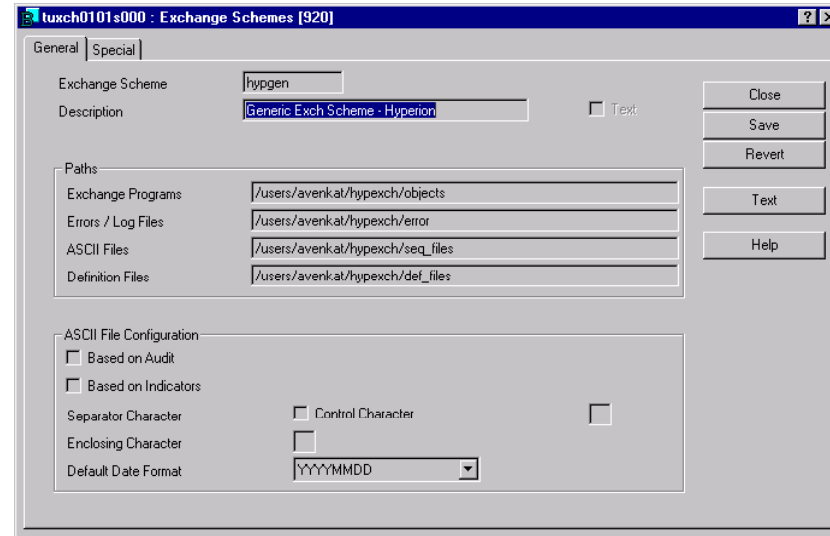 tuxch0101s000 : Exchange Schemes [920]
General Special
Exchange Scheme hypgen
Description Generic Exch Scheme - Hyperion Text
Close
Save
Revert
Text
Help
Paths
Exchange Programs /users/avenkat/hypexch/objects
Errors / Log Files /users/avenkat/hypexch/error
ASCII Files /users/avenkat/hypexch/seq_files
Definition Files /users/avenkat/hypexch/def_files
ASCII File Configuration
Based on Audit
Based on Indicators
Separator Character Control Character
Enclosing Character
Default Date Format YYYYMMDD